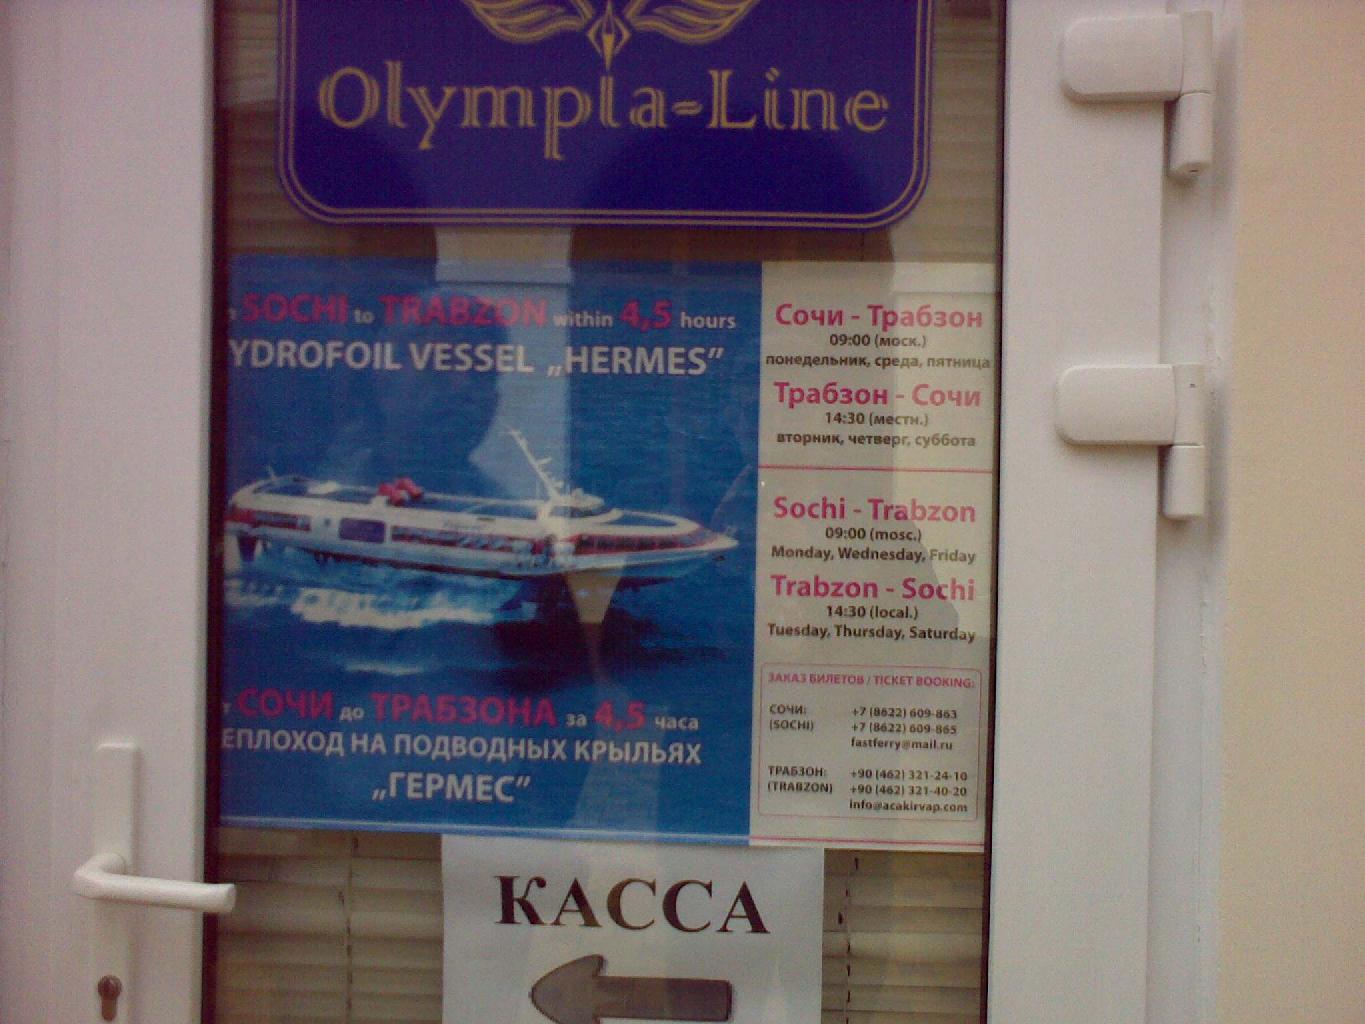 Olympia-Line
SOCHI to TRABZON within 4,5 hours
YDROFOIL VESSEL „HERMES”
СОЧИ до ТРАБЗОНА за 4,5 часа
ЕПЛОХОД НА ПОДВОДНЫХ КРЫЛЬЯХ
„ГЕРМЕС”
Сочи - Трабзон
09:00 (моск.)
понедельник, среда, пятница
Трабзон - Сочи
14:30 (местн.)
вторник, четверг, суббота
Sochi - Trabzon
09:00 (mosc.)
Monday, Wednesday, Friday
Trabzon - Sochi
14:30 (local.)
Tuesday, Thursday, Saturday
ЗАКАЗ БИЛЕТОВ / TICKET BOOKING:
СОЧИ: +7 (8622) 609-863
(SOCHI) +7 (8622) 609-865
fastferry@mail.ru
ТРАБЗОН: +90 (462) 321-24-10
(TRABZON) +90 (462) 321-40-20
info@acakirvap.com
КАССА